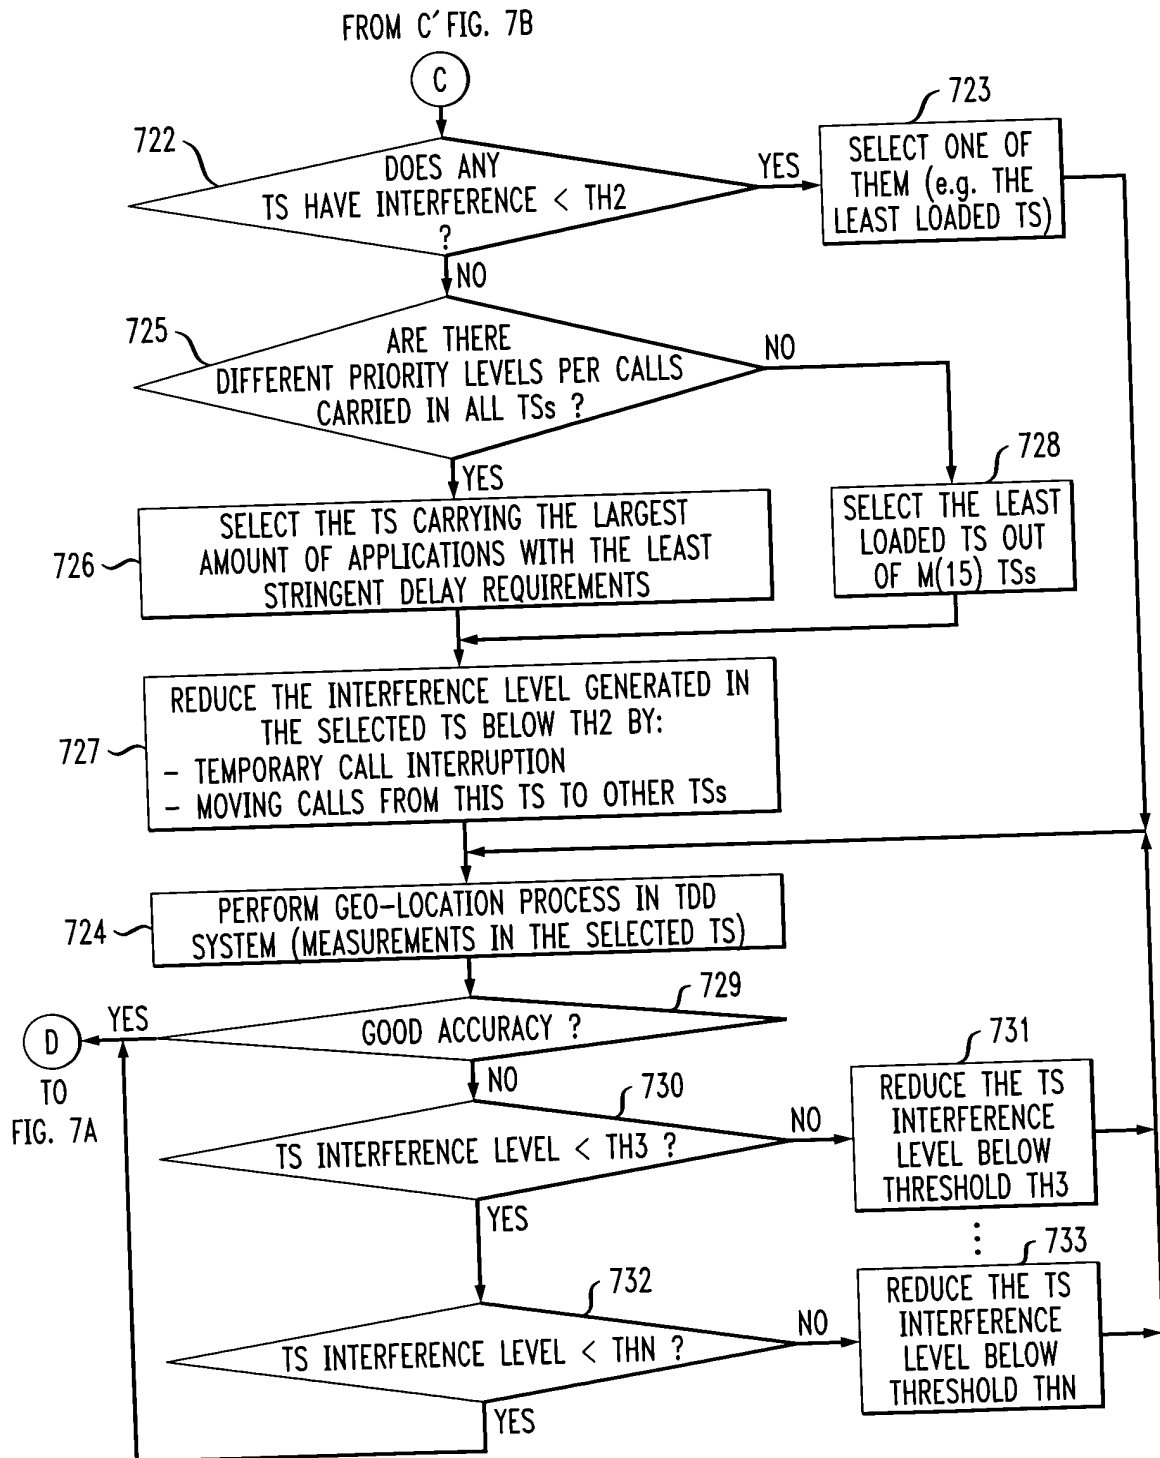 FROM C' FIG. 7B
C
722
DOES ANY
TS HAVE INTERFERENCE < TH2
?
YES
723
SELECT ONE OF
THEM (e.g. THE
LEAST LOADED TS)
NO
725
ARE THERE
DIFFERENT PRIORITY LEVELS PER CALLS
CARRIED IN ALL TSs ?
NO
YES
728
SELECT THE LEAST
LOADED TS OUT
OF M(15) TSs
726
SELECT THE TS CARRYING THE LARGEST
AMOUNT OF APPLICATIONS WITH THE LEAST
STRINGENT DELAY REQUIREMENTS
727
REDUCE THE INTERFERENCE LEVEL GENERATED IN
THE SELECTED TS BELOW TH2 BY:
- TEMPORARY CALL INTERRUPTION
- MOVING CALLS FROM THIS TS TO OTHER TSs
724
PERFORM GEO-LOCATION PROCESS IN TDD
SYSTEM (MEASUREMENTS IN THE SELECTED TS)
729
GOOD ACCURACY ?
YES
D
TO
FIG. 7A
NO
730
TS INTERFERENCE LEVEL < TH3 ?
NO
731
REDUCE THE TS
INTERFERENCE
LEVEL BELOW
THRESHOLD TH3
YES
732
TS INTERFERENCE LEVEL < THN ?
NO
733
REDUCE THE TS
INTERFERENCE
LEVEL BELOW
THRESHOLD THN
YES